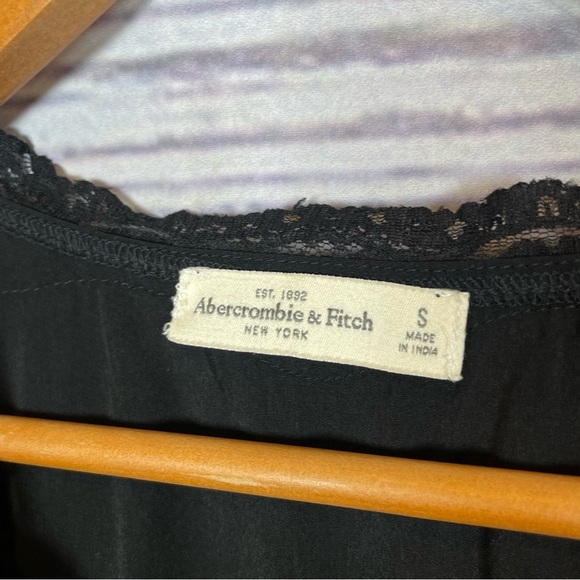 EST. 1892
Abercrombie & Fitch
NEW YORK
S
MADE
IN INDIA